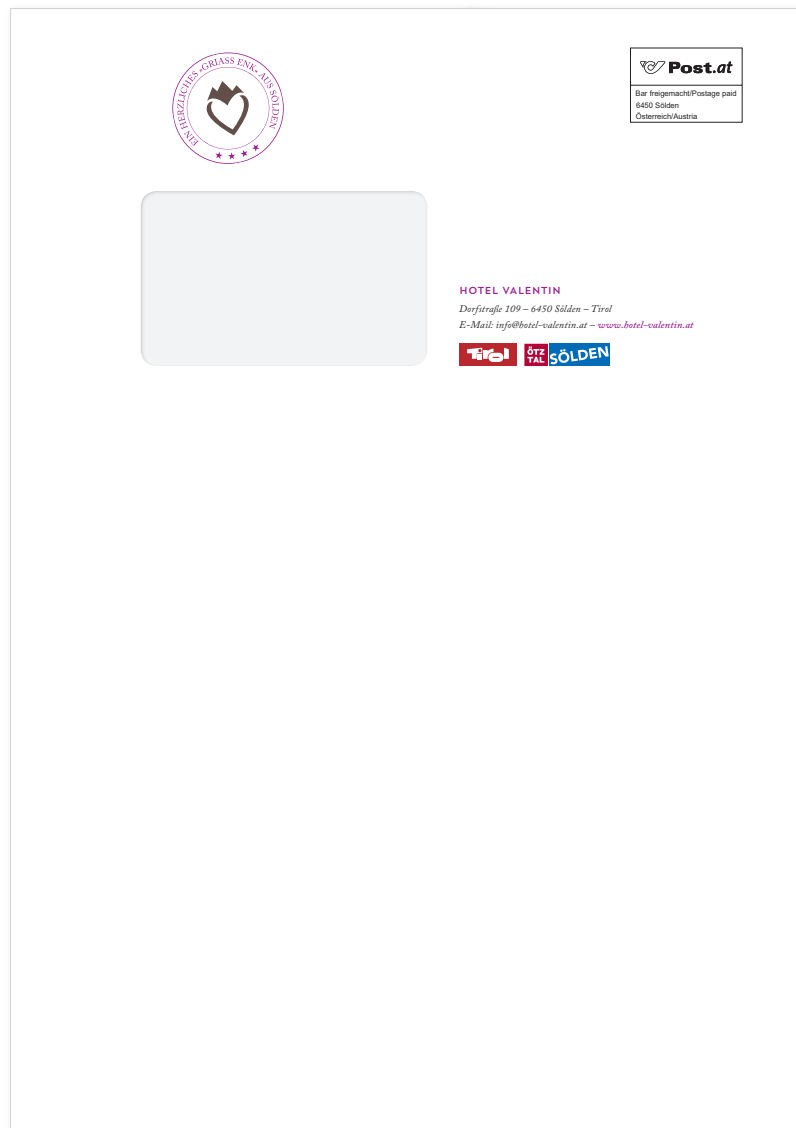 EIN HERZLICHES »GRIASS ENK« AUS SÖLDEN
Post.at
Bar freigemacht/Postage paid
6450 Sölden
Österreich/Austria
HOTEL VALENTIN
Dorfstraße 109 – 6450 Sölden – Tirol
E-Mail: info@hotel-valentin.at – www.hotel-valentin.at
Tirol
ÖTZ
TAL
SÖLDEN